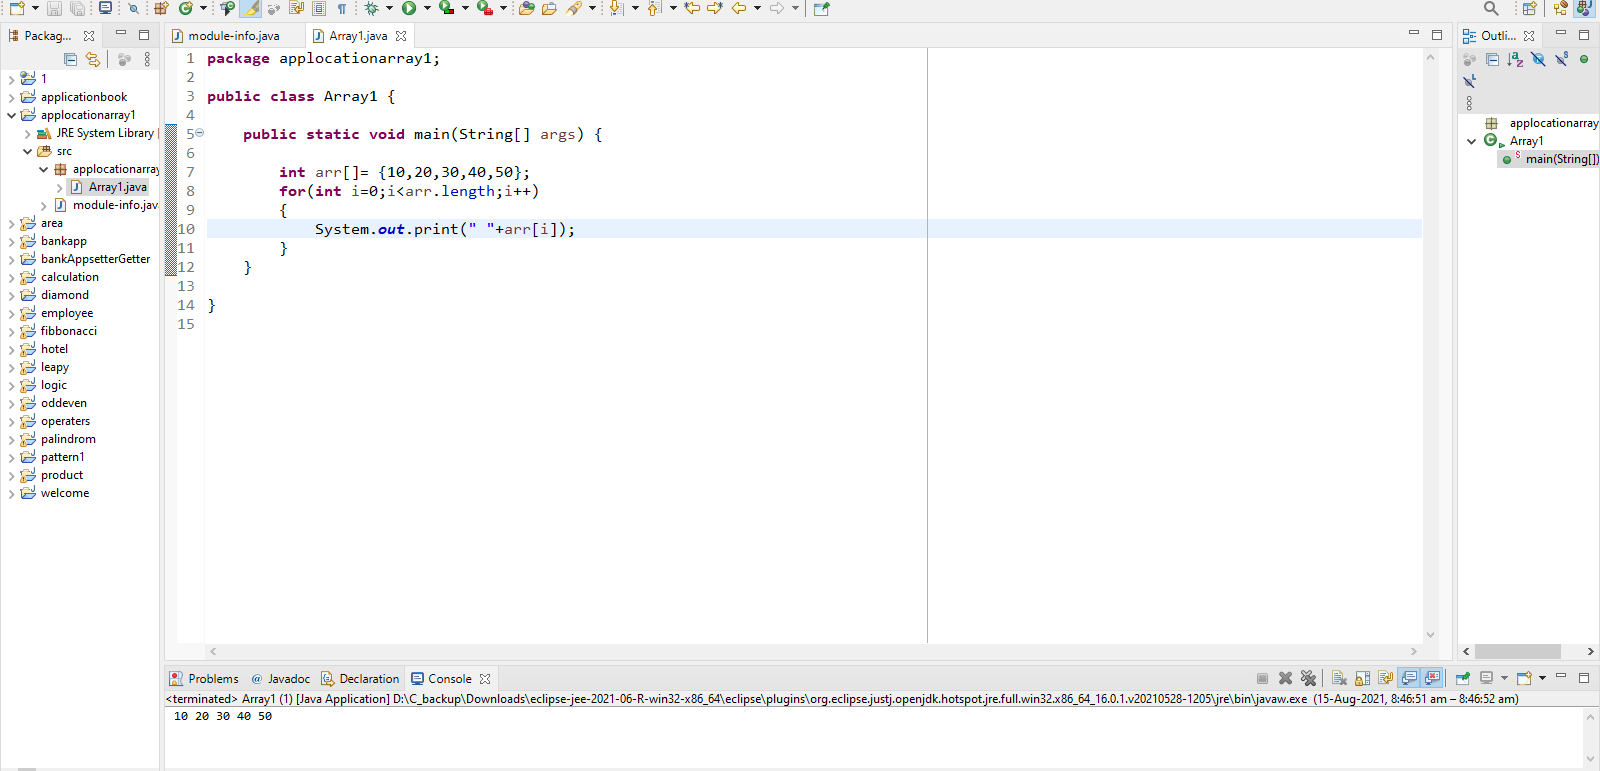 Packag...
1
applicationbook
applocationarray1
JRE System Library
src
applocationarray
Array1.java
module-info.jav
area
bankapp
bankAppsetterGetter
calculation
diamond
employee
fibbonacci
hotel
leapy
logic
oddeven
operaters
palindrom
pattern1
product
welcome
module-info.java
Array1.java
1 package applocationarray1;
2
3 public class Array1 {
4
5 public static void main(String[] args) {
6
7 int arr[]= {10,20,30,40,50};
8 for(int i=0;i<arr.length;i++)
9 {
10 System.out.print(" "+arr[i]);
11 }
12 }
13
14 }
15
Outli...
applocationarray
Array1
main(String[])
Problems @ Javadoc Declaration Console
<terminated> Array1 (1) [Java Application] D:\C_backup\Downloads\eclipse-jee-2021-06-R-win32-x86_64\eclipse\plugins\org.eclipse.justj.openjdk.hotspot.jre.full.win32.x86_64_16.0.1.v20210528-1205\jre\bin\javaw.exe (15-Aug-2021, 8:46:51 am – 8:46:52 am)
10 20 30 40 50